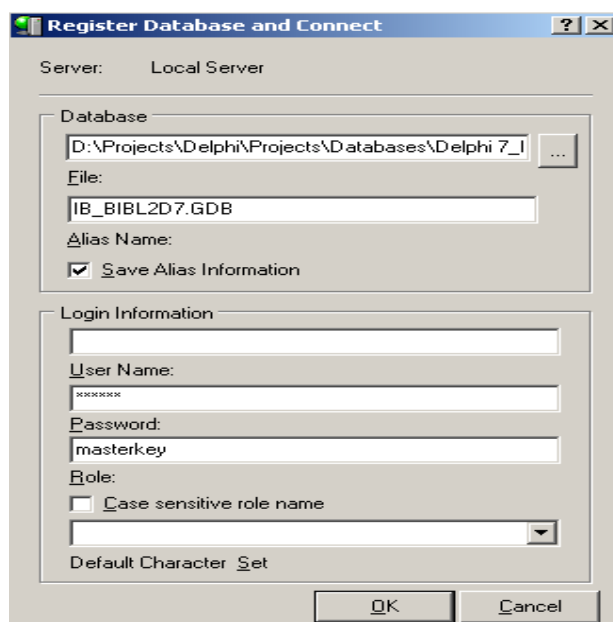 Register Database and Connect
Server: Local Server
Database
D:\Projects\Delphi\Projects\Databases\Delphi 7_I
...
File:
IB_BIBL2D7.GDB
Alias Name:
Save Alias Information
Login Information
User Name:
******
Password:
masterkey
Role:
Case sensitive role name
Default Character Set
OK Cancel